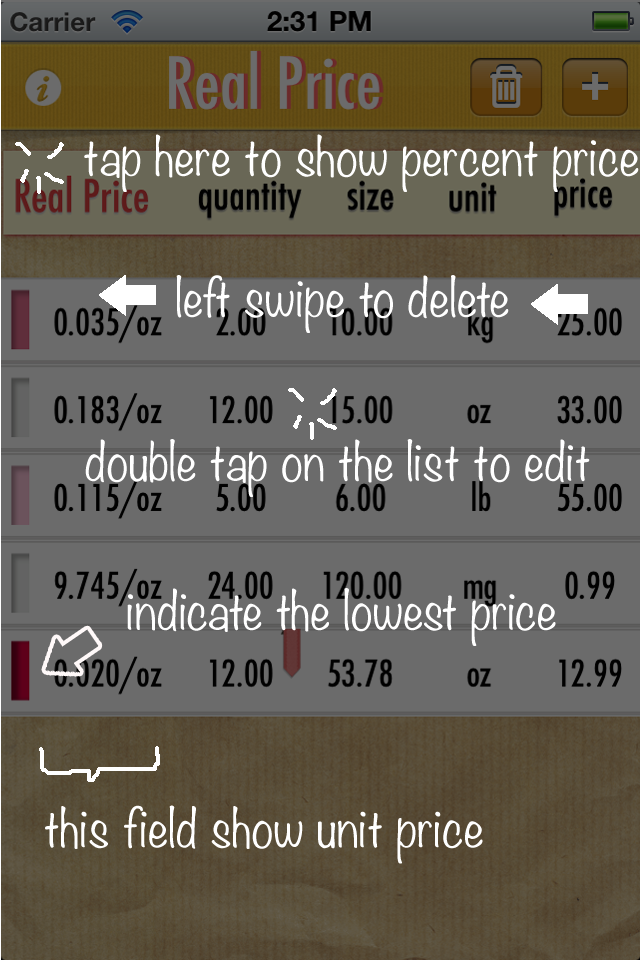 Carrier 2:31 PM
i Real Price +
tap here to show percent price
Real Price quantity size unit price
left swipe to delete
0.035/oz 2.00 10.00 kg 25.00
0.183/oz 12.00 15.00 oz 33.00
double tap on the list to edit
0.115/oz 5.00 6.00 lb 55.00
9.745/oz 24.00 120.00 mg 0.99
indicate the lowest price
0.020/oz 12.00 53.78 oz 12.99
this field show unit price